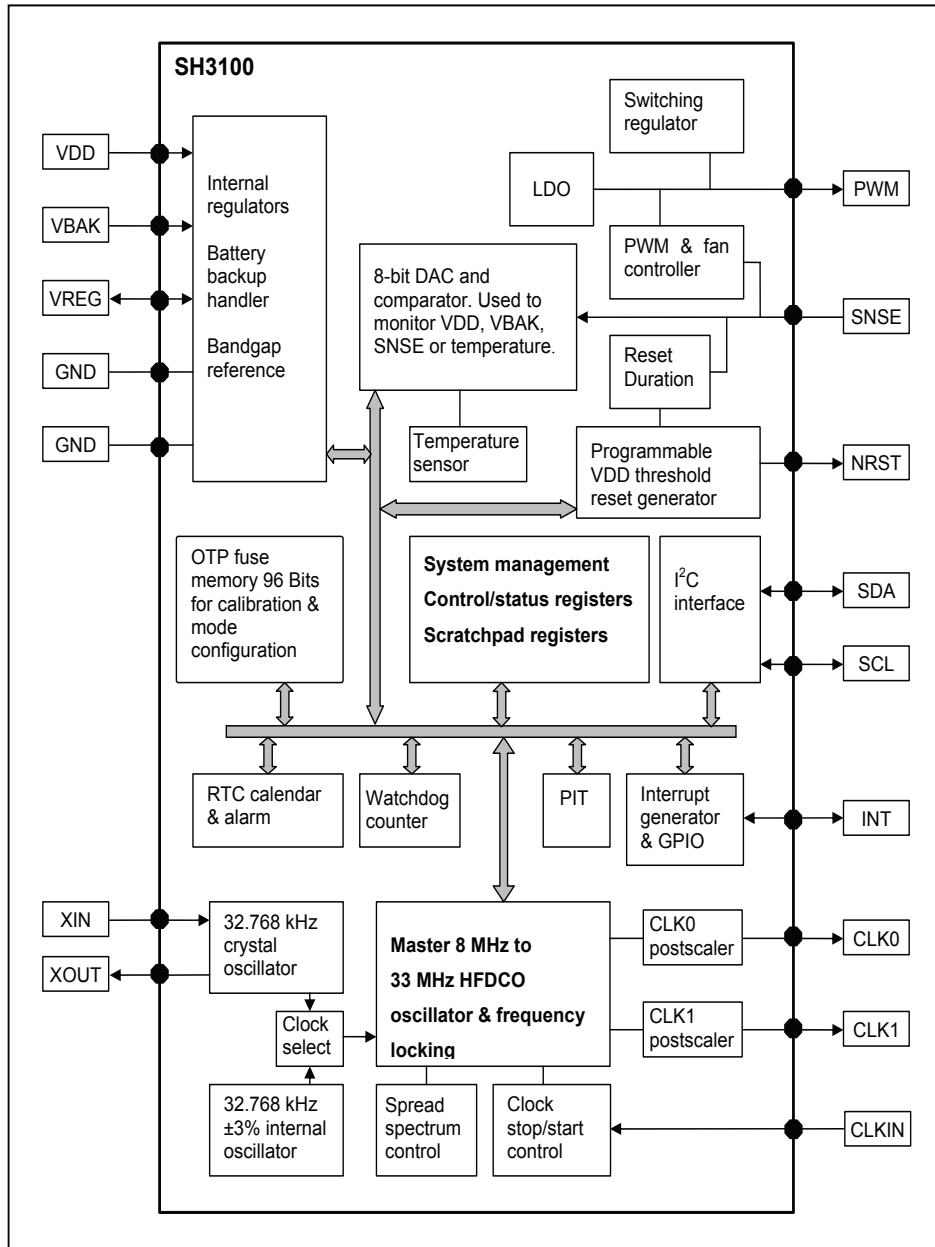 SH3100
Switching
regulator
VDD
LDO
PWM
Internal
regulators
VBAK
Battery
backup
handler
PWM & fan
controller
8-bit DAC and
comparator. Used to
monitor VDD, VBAK,
SNSE or temperature.
VREG
SNSE
Bandgap
reference
Reset
Duration
GND
GND
Temperature
sensor
Programmable
VDD threshold
reset generator
NRST
OTP fuse
memory 96 Bits
for calibration &
mode
configuration
System management
Control/status registers
Scratchpad registers
I²C
interface
SDA
SCL
RTC calendar
& alarm
Watchdog
counter
PIT
Interrupt
generator
& GPIO
INT
XIN
XOUT
32.768 kHz
crystal
oscillator
Master 8 MHz to
33 MHz HFDCO
oscillator & frequency
locking
CLK0
postscaler
CLK0
Clock
select
CLK1
postscaler
CLK1
32.768 kHz
±3% internal
oscillator
Spread
spectrum
control
Clock
stop/start
control
CLKIN